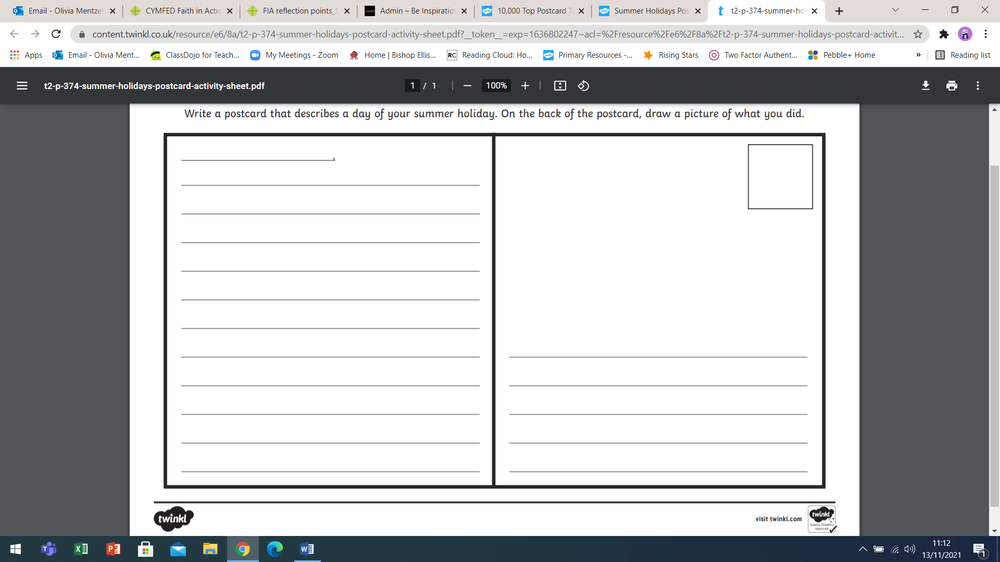 Email - Olivia Mentzel
CYMFED Faith in Actio
FIA reflection points_S
Admin – Be Inspiration
10,000 Top Postcard T
Summer Holidays Pos
t2-p-374-summer-ho
content.twinkl.co.uk/resource/e6/8a/t2-p-374-summer-holidays-postcard-activity-sheet.pdf?__token__=exp=1636802247~acl=%2Fresource%2Fe6%2F8a%2Ft2-p-374-summer-holidays-postcard-activit...
Apps
Email - Olivia Ment...
ClassDojo for Teach...
My Meetings - Zoom
Home | Bishop Ellis...
RC Reading Cloud: Ho...
Primary Resources -...
Rising Stars
Two Factor Authent...
Pebble+ Home
»
Reading list
t2-p-374-summer-holidays-postcard-activity-sheet.pdf
1 / 1
100%
Write a postcard that describes a day of your summer holiday. On the back of the postcard, draw a picture of what you did.
,
twinkl
visit twinkl.com
twinkl
Quality Standard
Approved
11:12
13/11/2021
1